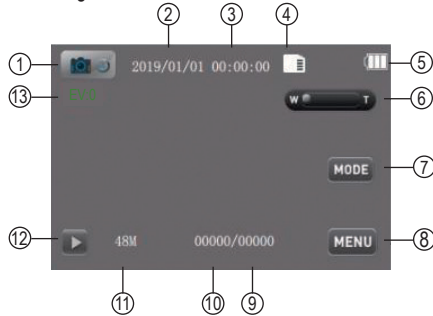 ② ③ ④
① 2019/01/01 00:00:00 ⑤
⑬ W T ⑥
MODE ⑦
⑫ 48M 00000/00000 MENU ⑧
⑪ ⑩ ⑨